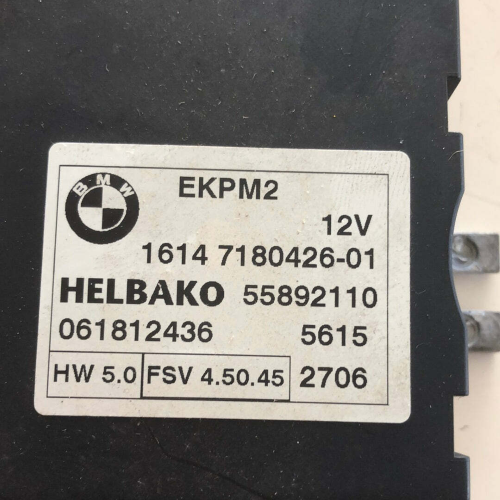 BMW
EKPM2
12V
1614 7180426-01
HELBAKO 55892110
061812436 5615
HW 5.0 FSV 4.50.45 2706